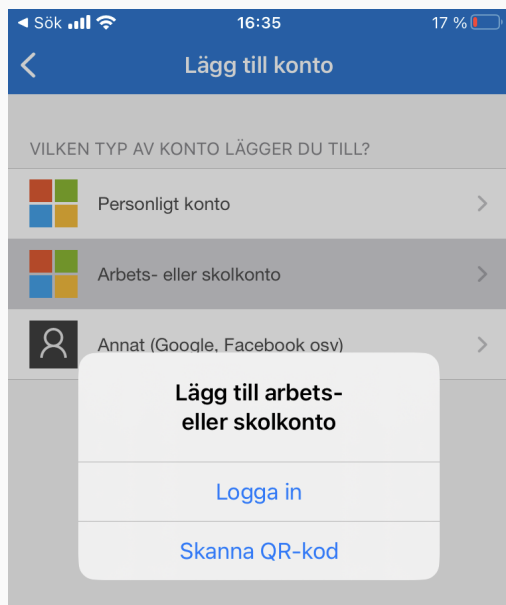 Sök
16:35
17 %
Lägg till konto
VILKEN TYP AV KONTO LÄGGER DU TILL?
Personligt konto
Arbets- eller skolkonto
Annat (Google, Facebook osv)
Lägg till arbets-
eller skolkonto
Logga in
Skanna QR-kod